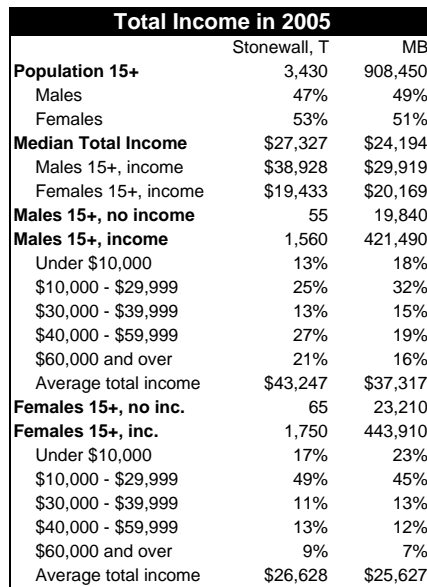 Total Income in 2005
Stonewall, T MB
Population 15+ 3,430 908,450
Males 47% 49%
Females 53% 51%
Median Total Income $27,327 $24,194
Males 15+, income $38,928 $29,919
Females 15+, income $19,433 $20,169
Males 15+, no income 55 19,840
Males 15+, income 1,560 421,490
Under $10,000 13% 18%
$10,000 - $29,999 25% 32%
$30,000 - $39,999 13% 15%
$40,000 - $59,999 27% 19%
$60,000 and over 21% 16%
Average total income $43,247 $37,317
Females 15+, no inc. 65 23,210
Females 15+, inc. 1,750 443,910
Under $10,000 17% 23%
$10,000 - $29,999 49% 45%
$30,000 - $39,999 11% 13%
$40,000 - $59,999 13% 12%
$60,000 and over 9% 7%
Average total income $26,628 $25,627